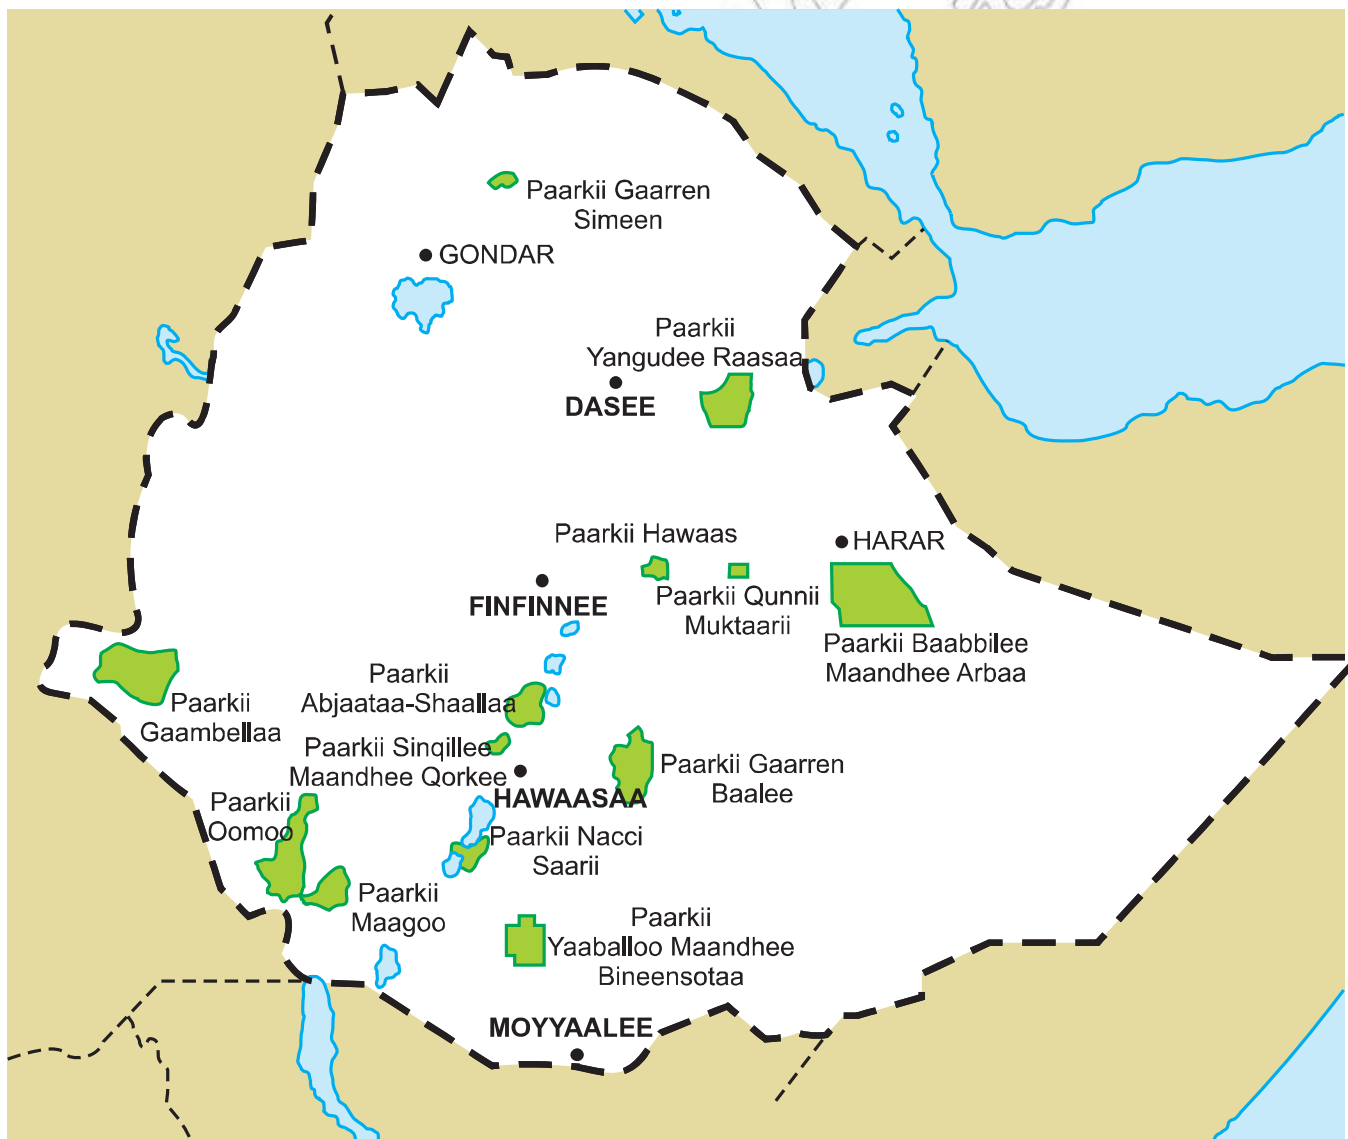 Paarkii Gaarren
Simeen
GONDAR
Paarkii
Yangudee Raasaa
DASEE
Paarkii Hawaas
HARAR
FINFINNEE
Paarkii Qunnii
Muktaarii
Paarkii Baabbilee
Maandhee Arbaa
Paarkii
Abjaataa-Shaallaa
Paarkii
Gaambellaa
Paarkii Sinqillee
Maandhee Qorkee
Paarkii Gaarren
Baalee
HAWAASAA
Paarkii
Oomoo
Paarkii Nacci
Saarii
Paarkii
Maagoo
Paarkii
Yaaballoo Maandhee
Bineensotaa
MOYYAALEE